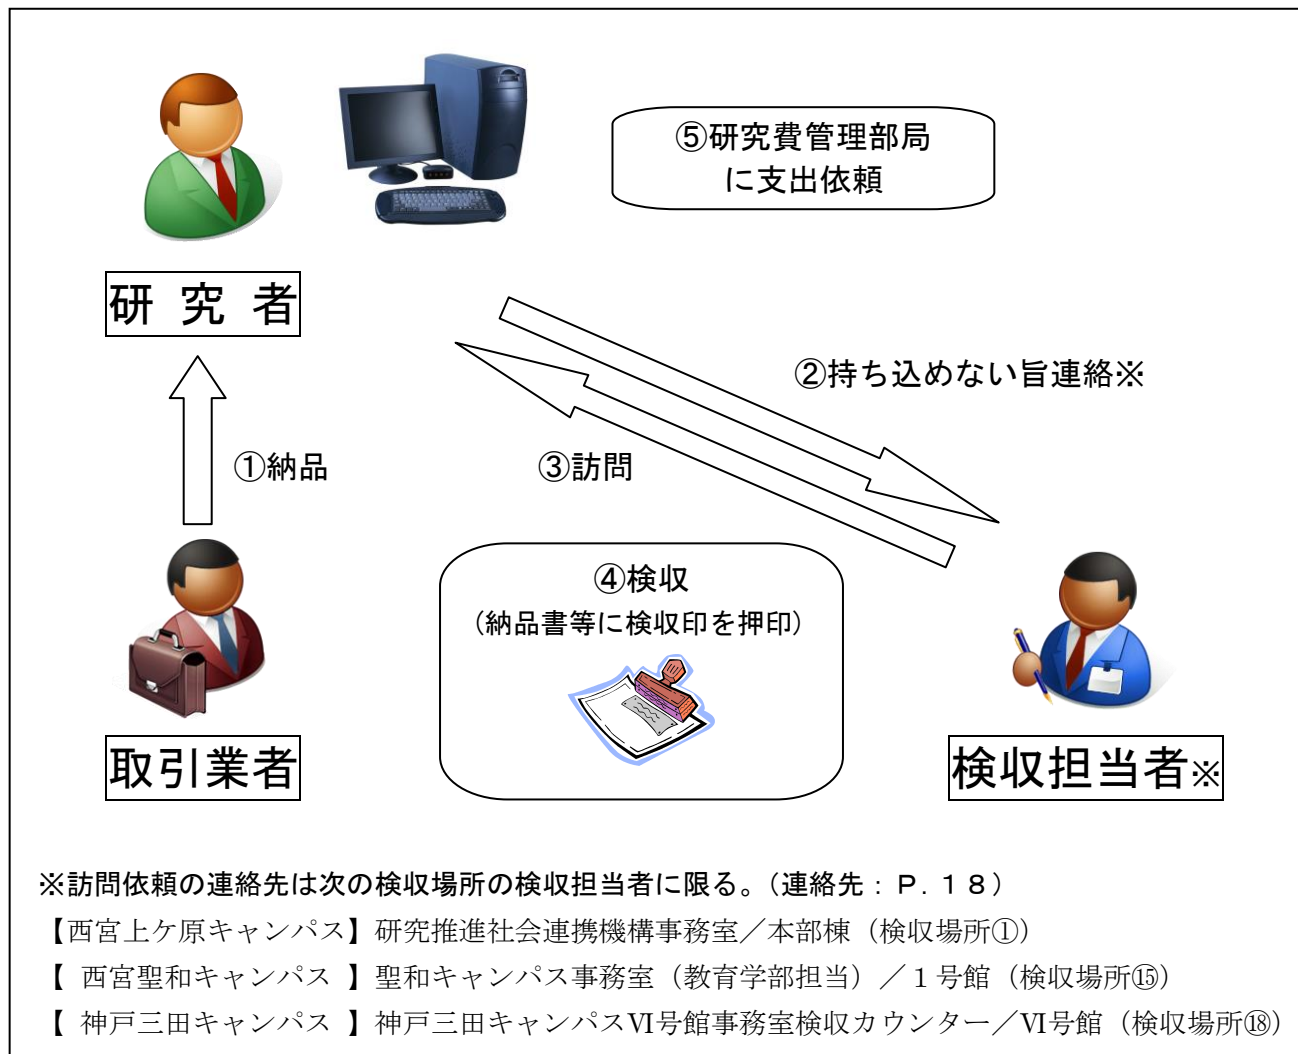 ⑤研究費管理部局
に支出依頼
研究者
②持ち込めない旨連絡※
①納品
③訪問
④検収
(納品書等に検収印を押印)
取引業者
検収担当者※
※訪問依頼の連絡先は次の検収場所の検収担当者に限る。(連絡先：Ｐ．１８)
【西宮上ケ原キャンパス】研究推進社会連携機構事務室／本部棟（検収場所①）
【 西宮聖和キャンパス 】聖和キャンパス事務室（教育学部担当）／１号館（検収場所⑮）
【 神戸三田キャンパス 】神戸三田キャンパスⅥ号館事務室検収カウンター／Ⅵ号館（検収場所⑱）